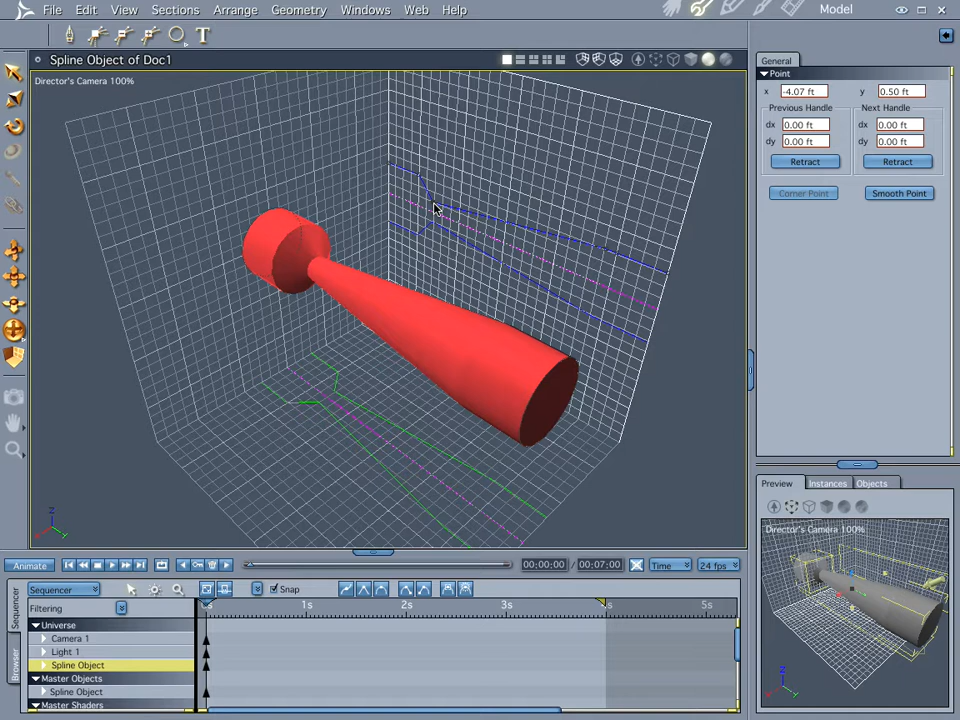 File Edit View Sections Arrange Geometry Windows Web Help Model
T
Spline Object of Doc1
Director's Camera 100%
General
Point
x -4.07 ft y 0.50 ft
Previous Handle Next Handle
dx 0.00 ft dx 0.00 ft
dy 0.00 ft dy 0.00 ft
Retract Retract
Corner Point Smooth Point
Z
Preview Instances Objects
Director's Camera 100%
Z
Animate 00:00:00 / 00:07:00 Time 24 fps
Sequencer Snap
Filtering 1s 2s 3s 4s 5s
Universe
Camera 1
Light 1
Spline Object
Master Objects
Spline Object
Master Shaders
Sequencer
Browser